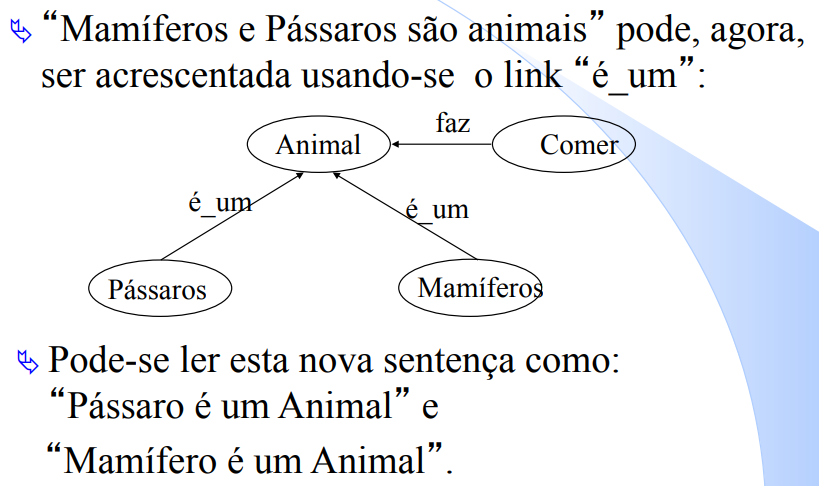 “Mamíferos e Pássaros são animais” pode, agora,
ser acrescentada usando-se o link “é_um”:
faz
Animal
Comer
é_um
é_um
Pássaros
Mamíferos
Pode-se ler esta nova sentença como:
“Pássaro é um Animal” e
“Mamífero é um Animal”.